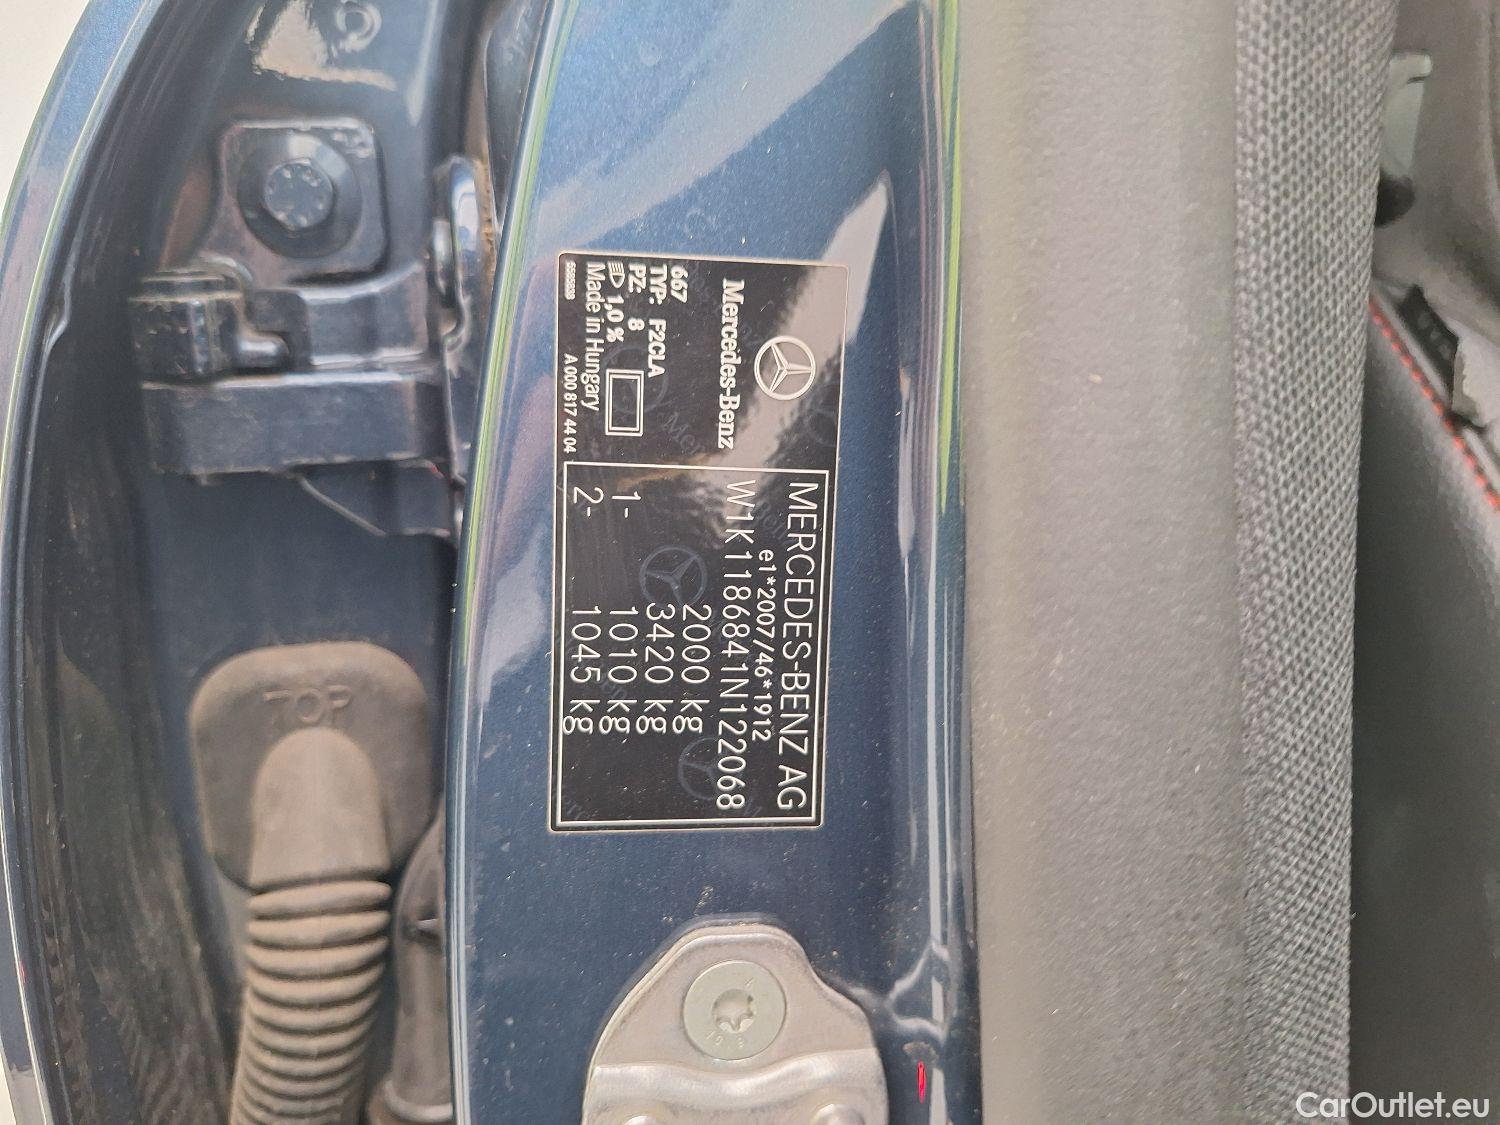 Mercedes-Benz
667
TYP: F2CLA
PZ: 8
1,0 %
Made in Hungary
6585838
A 000 817 44 04
MERCEDES-BENZ AG
e1*2007/46*1912
W1K1186841N122068
2000 kg
3420 kg
1- 1010 kg
2- 1045 kg
TOP
CarOutlet.eu